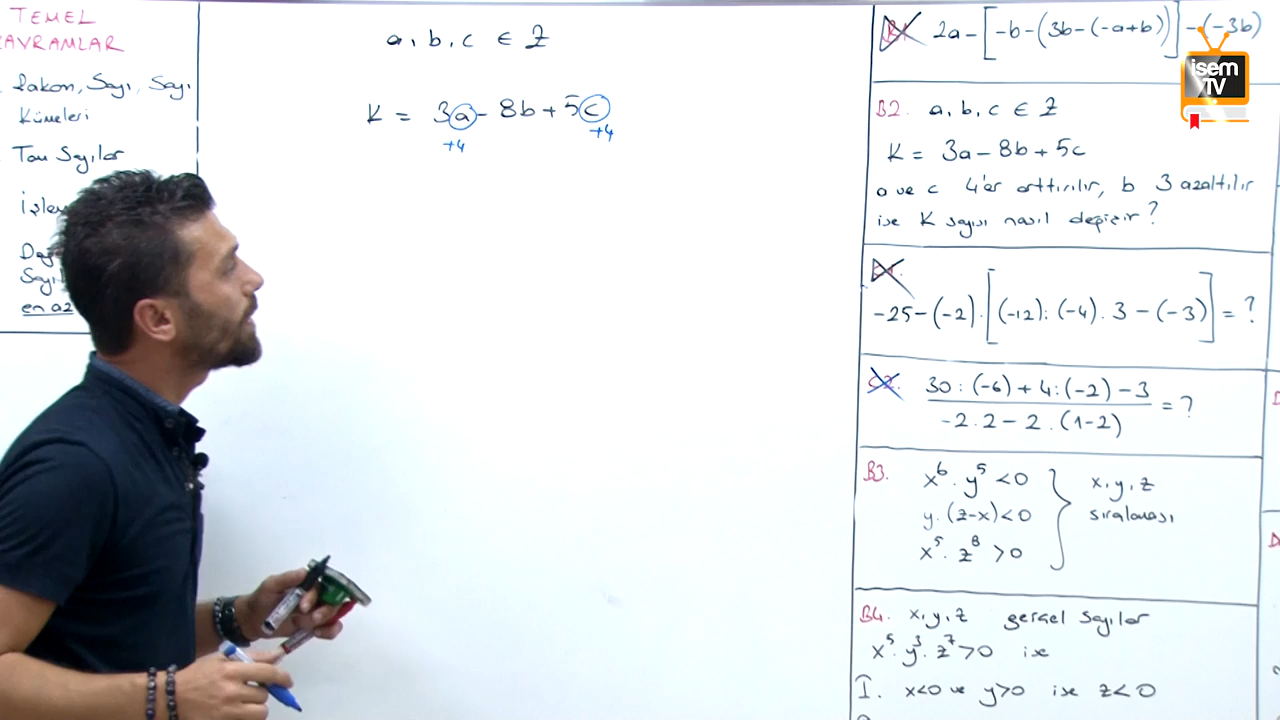 TEMEL
KAVRAMLAR
Rakam, Sayı, Sayı
Kümeleri
Tam Sayılar
en az
a, b, c ∈ Z
K = 3a - 8b + 5c
+4
+4
2a - [-b - (3b - (-a+b))] - (-3b)
isem
TV
B2. a, b, c ∈ Z
K = 3a - 8b + 5c
a ve c 4'er arttırılır, b 3 azaltılır
ise K sayısı nasıl değişir?
-25 - (-2) . [(-12) : (-4) . 3 - (-3)] = ?
30 : (-6) + 4 : (-2) - 3
-2 . 2 - 2 . (1-2)
= ?
B3. x⁶ . y⁵ < 0
y . (z-x) < 0
x⁵ . z⁸ > 0
x, y, z
sıralaması
B4. x, y, z gerçel sayılar
x⁵ . y³ . z⁷ > 0 ise
I. x<0 ve y>0 ise z<0